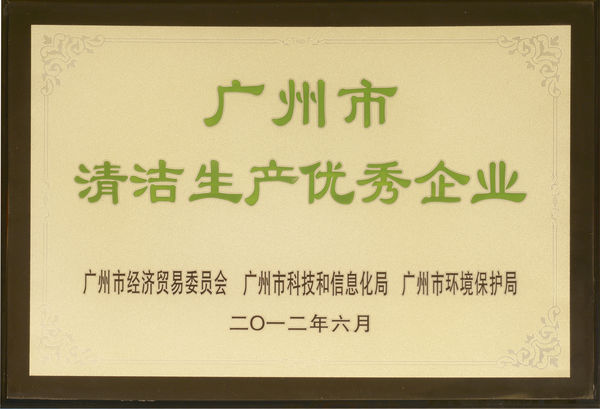 广州市
清洁生产优秀企业
广州市经济贸易委员会 广州市科技和信息化局 广州市环境保护局
二〇一二年六月